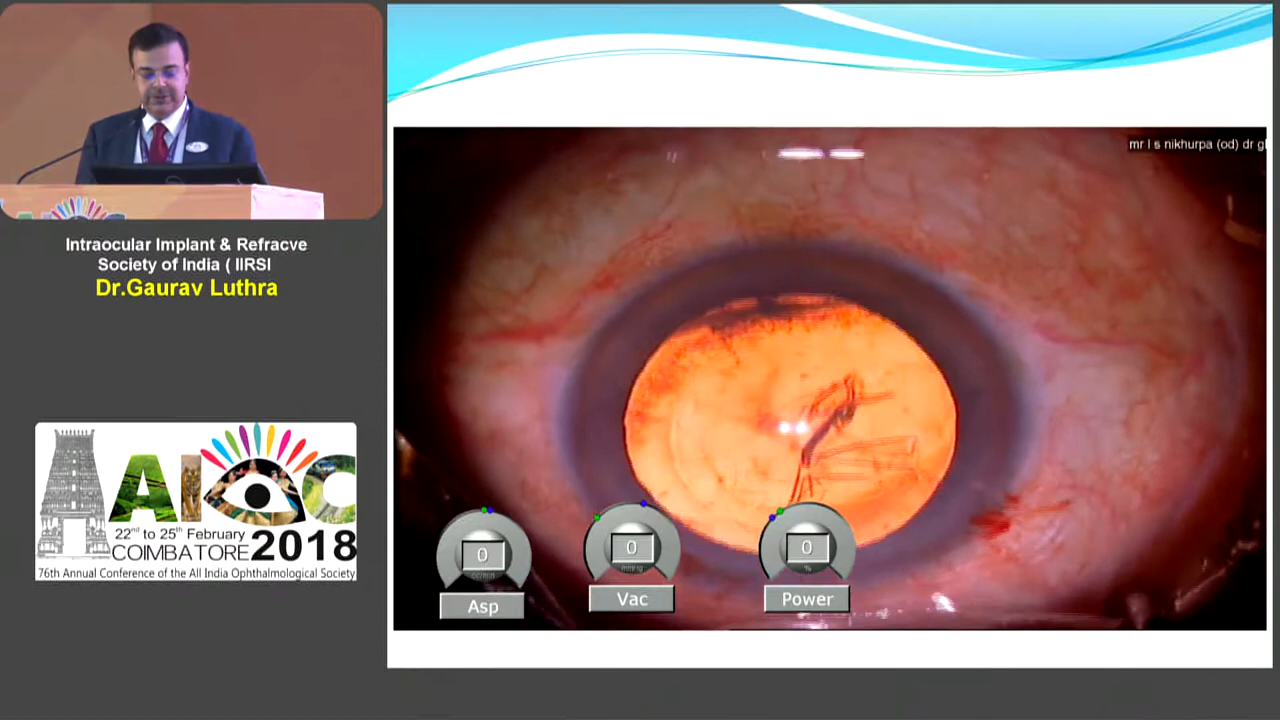 mr l s nikhurpa (od) dr g
Intraocular Implant & Refracve
Society of India ( IIRSI
Dr.Gaurav Luthra
AIOC
22nd to 25th February
COIMBATORE 2018
76th Annual Conference of the All India Ophthalmological Society
0
0
0
%
Asp
Vac
Power